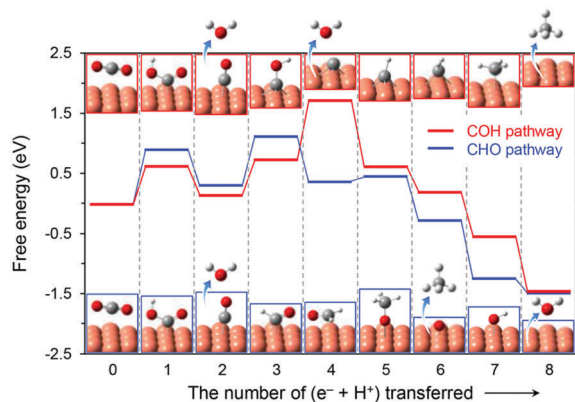 2.5
1.5
0.5
-0.5
-1.5
-2.5
Free energy (eV)
COH pathway
CHO pathway
0 1 2 3 4 5 6 7 8
The number of (e⁻ + H⁺) transferred ⟶